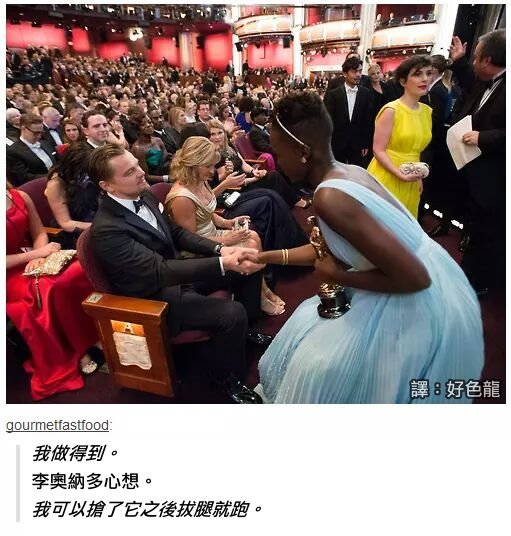 譯：好色龍
gourmetfastfood:
我做得到。
李奧納多心想。
我可以搶了它之後拔腿就跑。